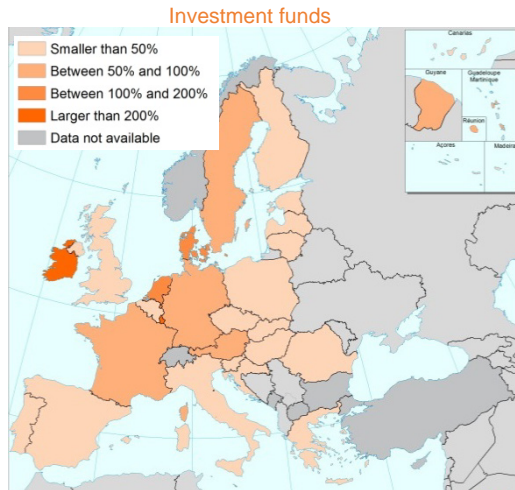 Investment funds
Smaller than 50%
Between 50% and 100%
Between 100% and 200%
Larger than 200%
Data not available
Canarias
Guyane
Guadeloupe
Martinique
Réunion
Açores
Madeira